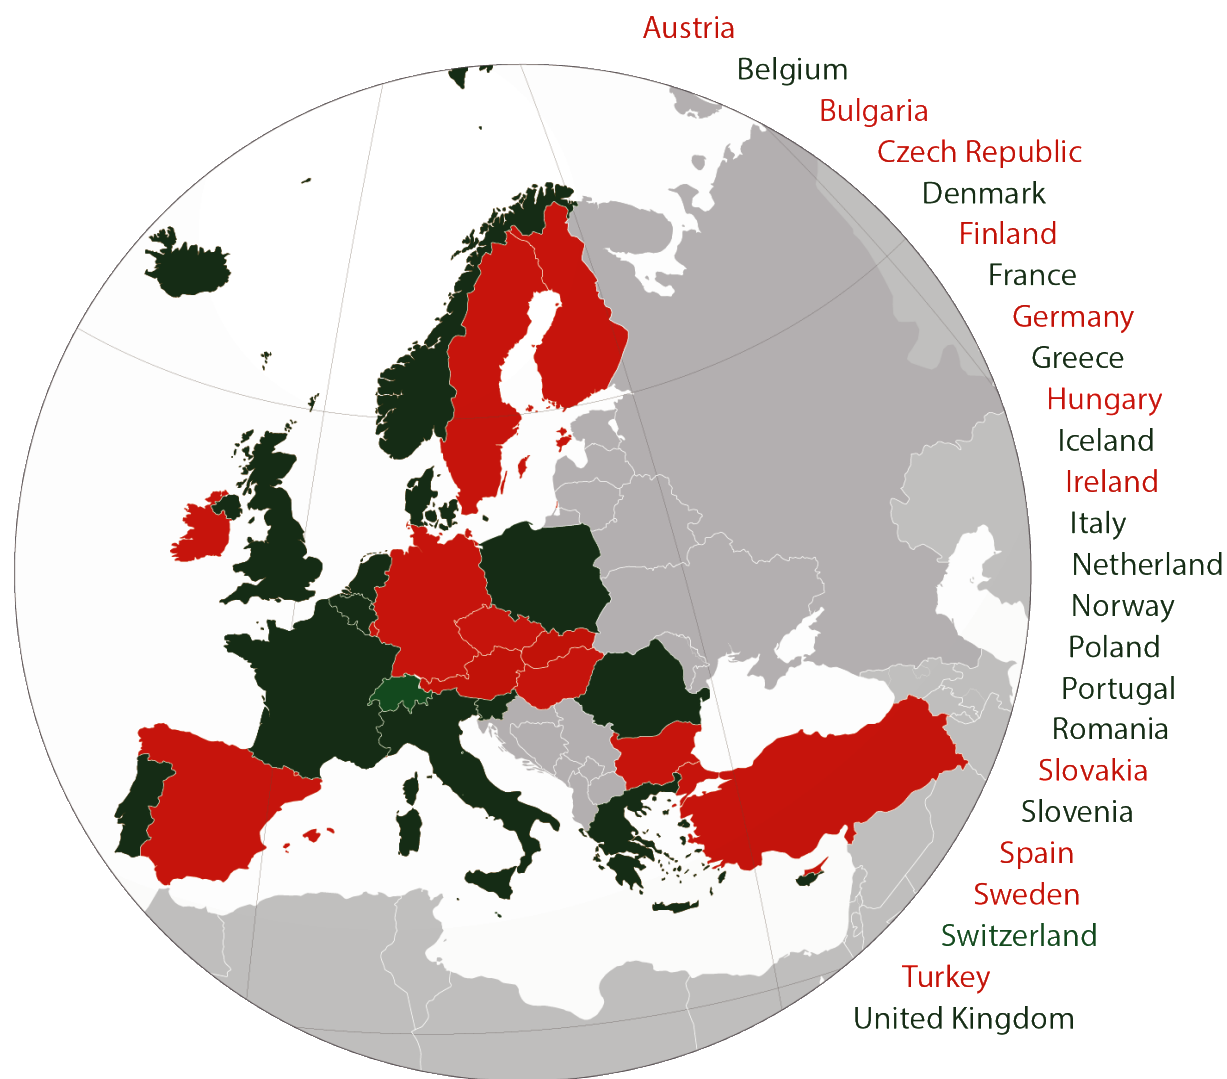 Austria
Belgium
Bulgaria
Czech Republic
Denmark
Finland
France
Germany
Greece
Hungary
Iceland
Ireland
Italy
Netherland
Norway
Poland
Portugal
Romania
Slovakia
Slovenia
Spain
Sweden
Switzerland
Turkey
United Kingdom